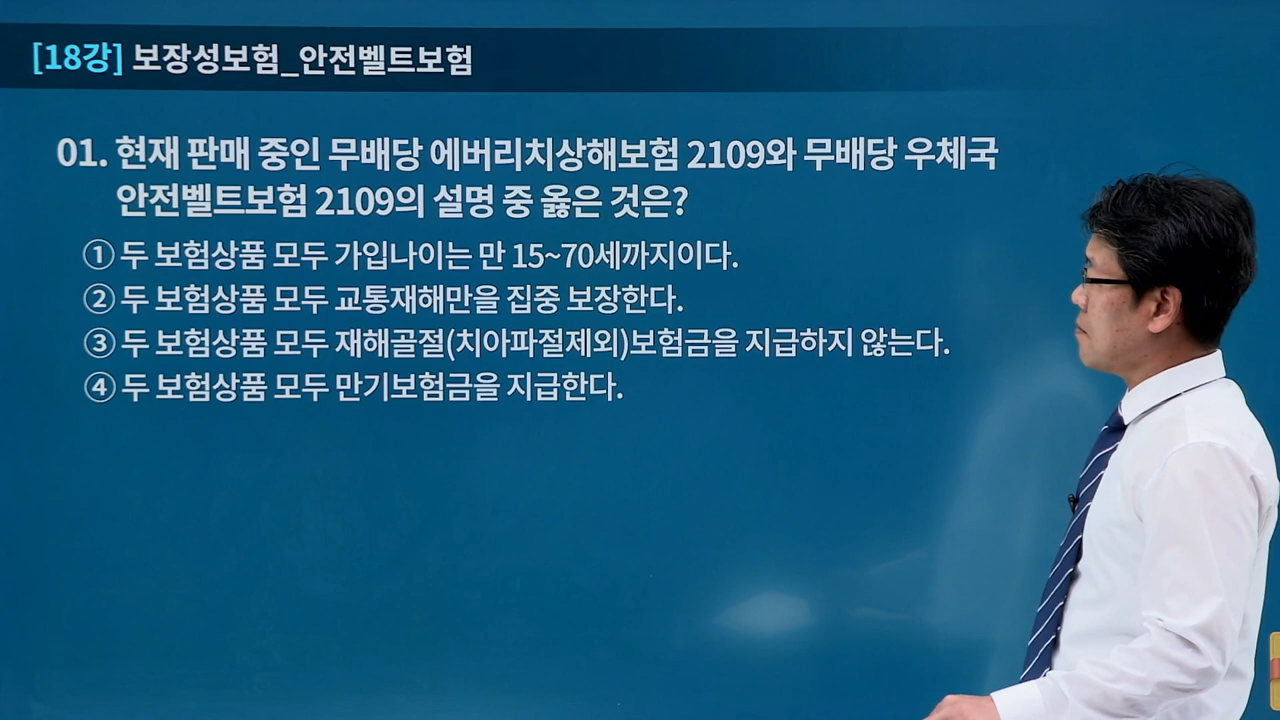 [18강] 보장성보험_안전벨트보험
01. 현재 판매 중인 무배당 에버리치상해보험 2109와 무배당 우체국
안전벨트보험 2109의 설명 중 옳은 것은?
① 두 보험상품 모두 가입나이는 만 15~70세까지이다.
② 두 보험상품 모두 교통재해만을 집중 보장한다.
③ 두 보험상품 모두 재해골절(치아파절제외)보험금을 지급하지 않는다.
④ 두 보험상품 모두 만기보험금을 지급한다.